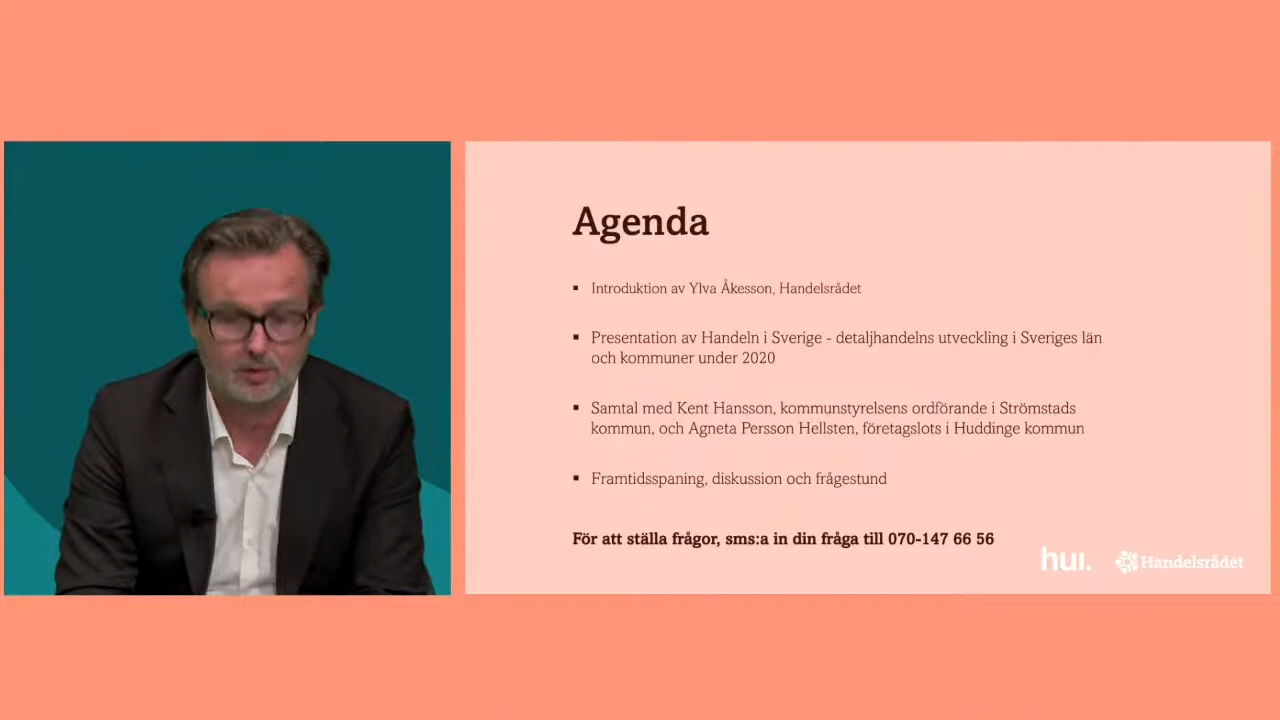 Agenda
▪ Introduktion av Ylva Åkesson, Handelsrådet
▪ Presentation av Handeln i Sverige - detaljhandelns utveckling i Sveriges län
och kommuner under 2020
▪ Samtal med Kent Hansson, kommunstyrelsens ordförande i Strömstads
kommun, och Agneta Persson Hellsten, företagslots i Huddinge kommun
▪ Framtidsspaning, diskussion och frågestund
För att ställa frågor, sms:a in din fråga till 070-147 66 56
hui. Handelsrådet